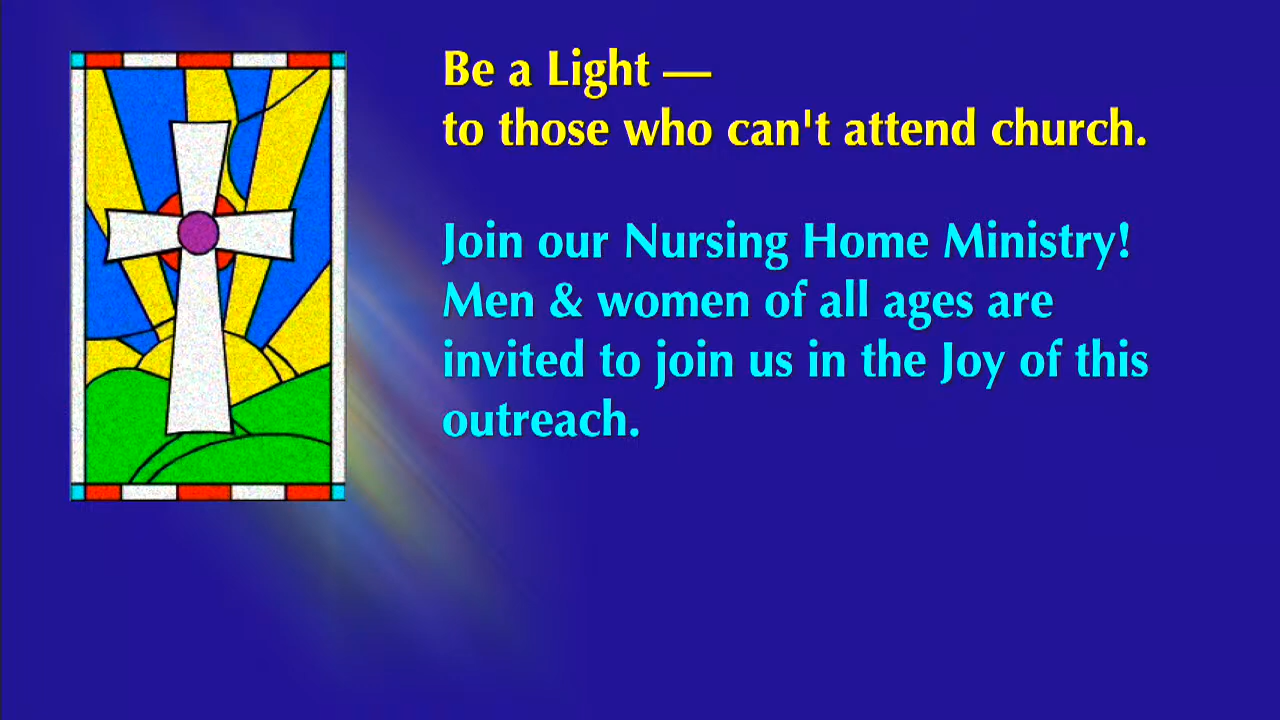 Be a Light —
to those who can't attend church.
Join our Nursing Home Ministry!
Men & women of all ages are
invited to join us in the Joy of this
outreach.